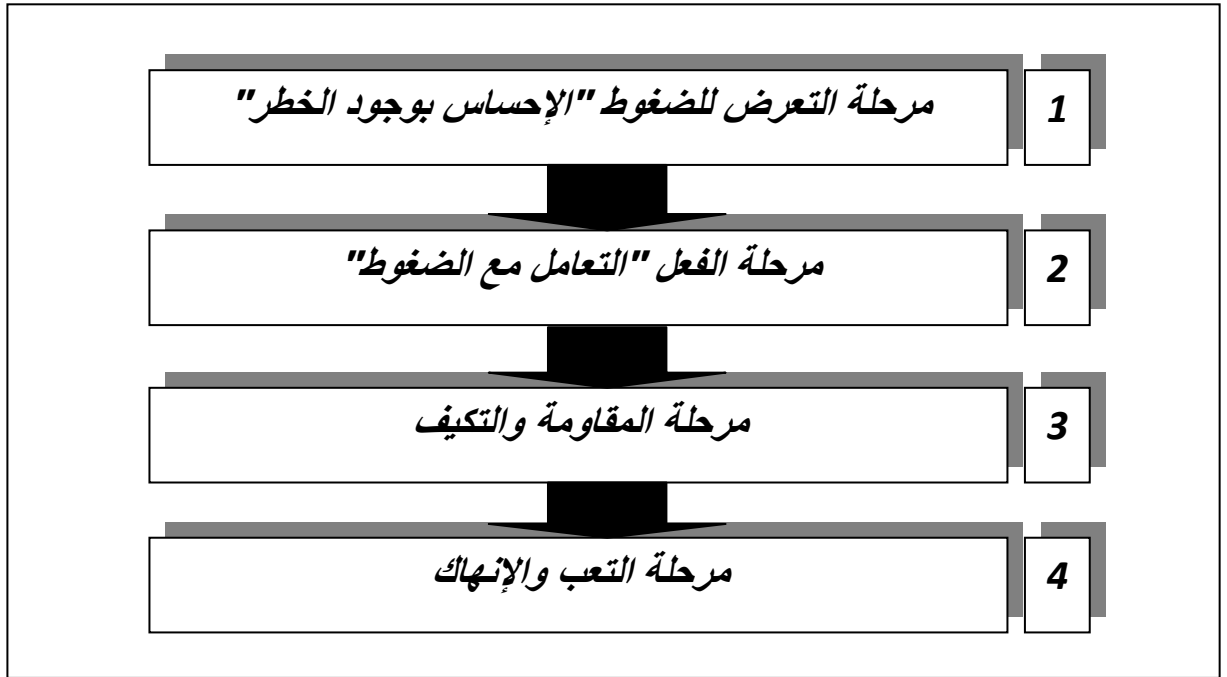 1 مرحلة التعرض للضغوط "الإحساس بوجود الخطر"
2 مرحلة الفعل "التعامل مع الضغوط"
3 مرحلة المقاومة والتكيف
4 مرحلة التعب والإنهاك